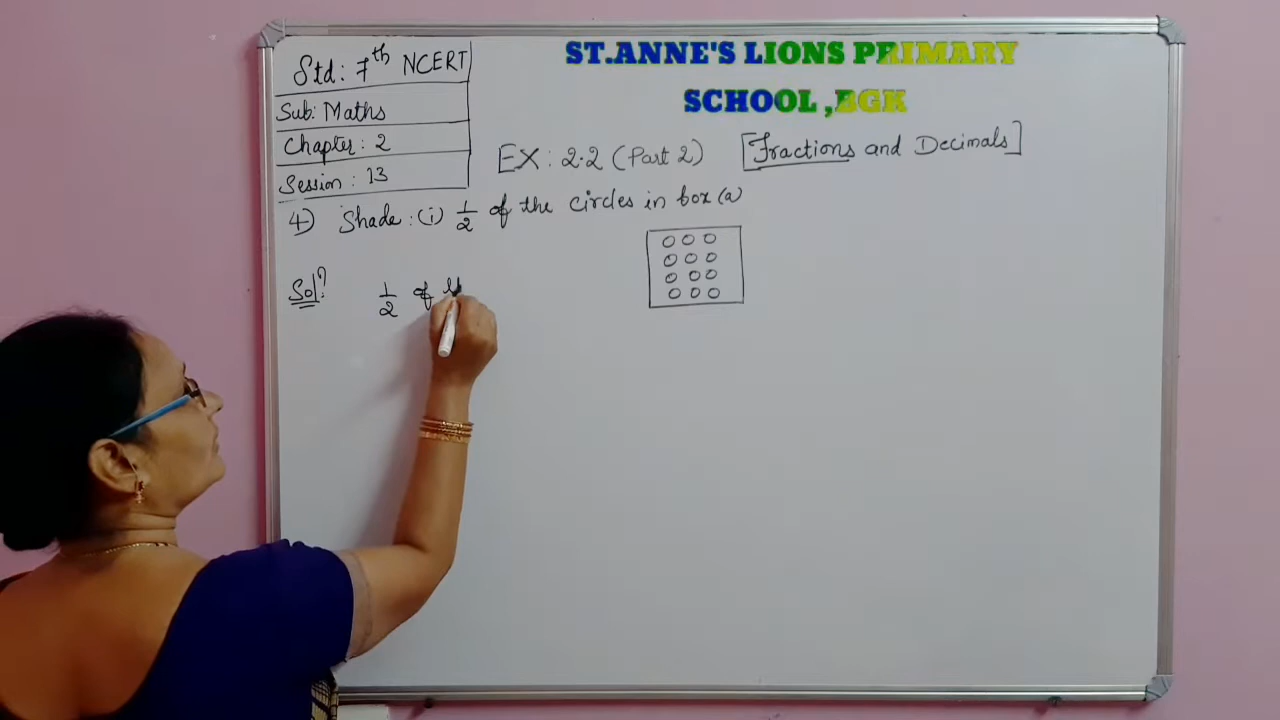 Std: 7th NCERT
Sub: Maths
Chapter: 2
Session: 13
ST.ANNE'S LIONS PRIMARY
SCHOOL ,BGK
EX: 2.2 (Part 2) [Fractions and Decimals]
4) Shade: (i) 1/2 of the circles in box (a)
Sol?:
1/2 of